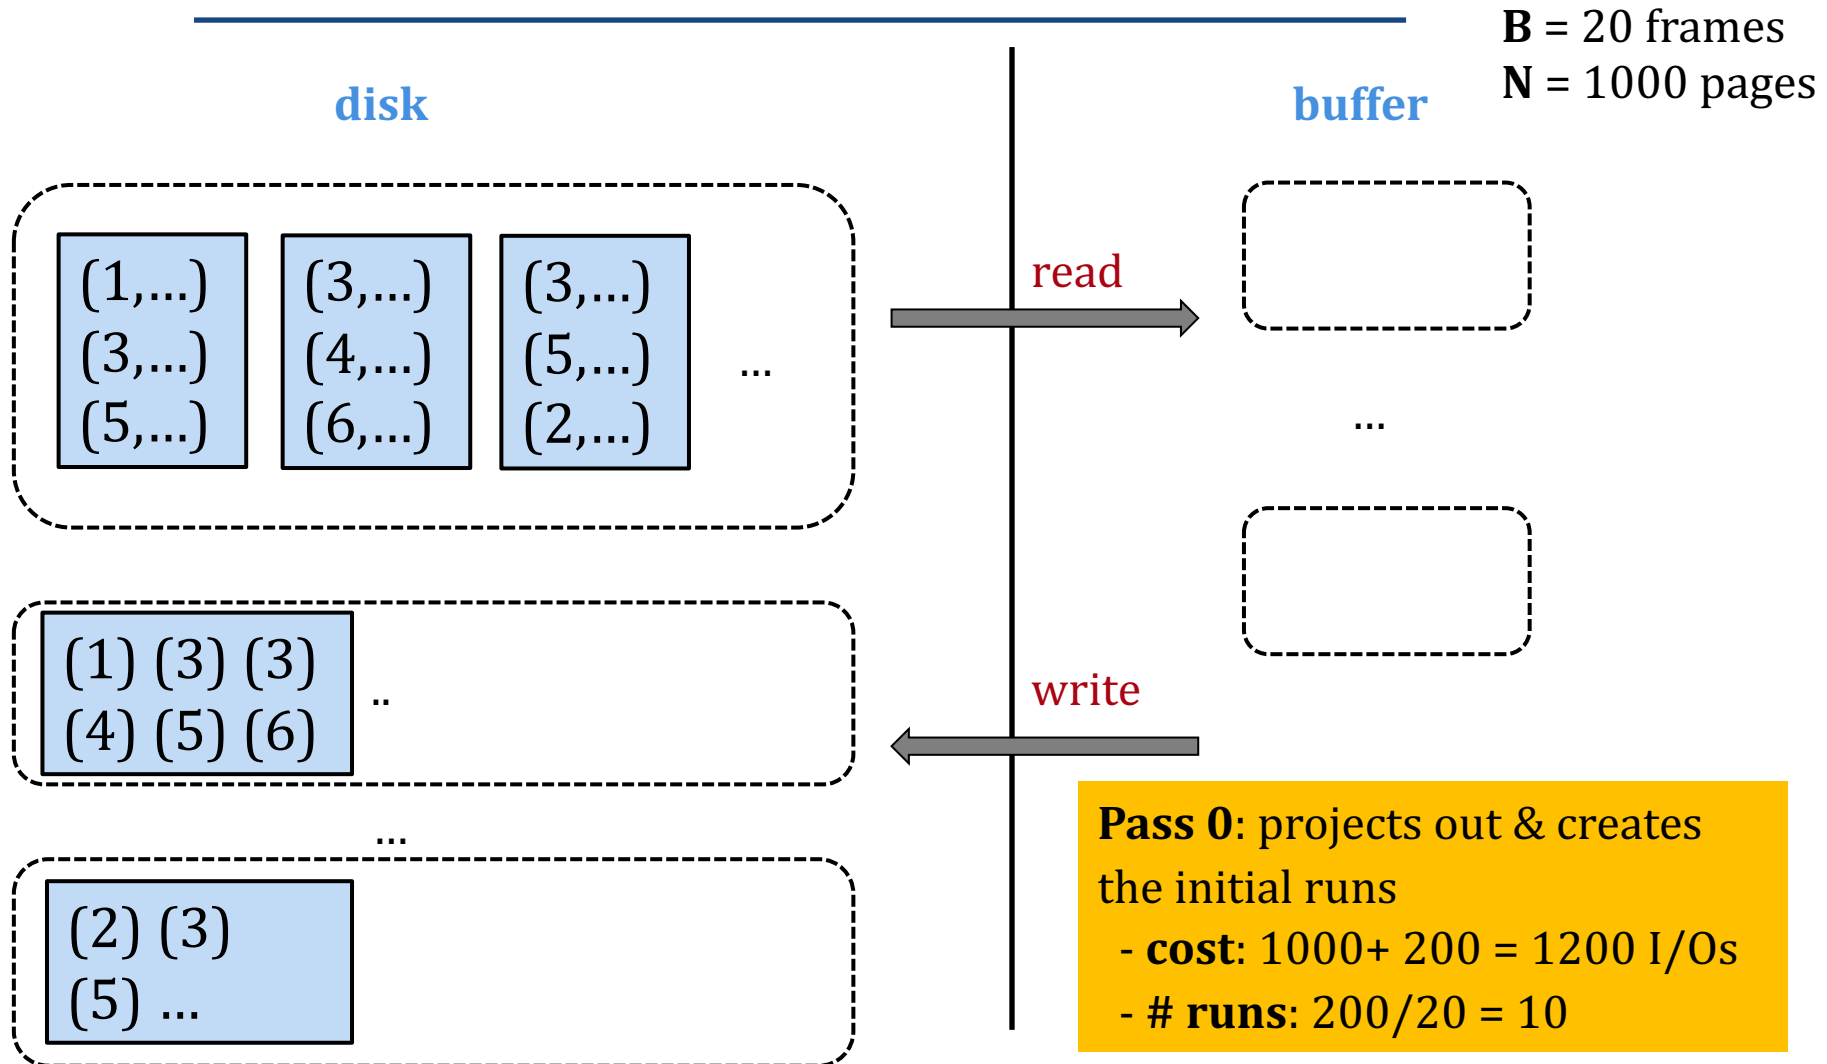 B = 20 frames
N = 1000 pages
disk
buffer
(1,...)
(3,...)
(5,...)
(3,...)
(4,...)
(6,...)
(3,...)
(5,...)
(2,...)
...
read
...
(1) (3) (3)
(4) (5) (6)
..
write
...
(2) (3)
(5) ...
Pass 0: projects out & creates
the initial runs
- cost: 1000+ 200 = 1200 I/Os
- # runs: 200/20 = 10